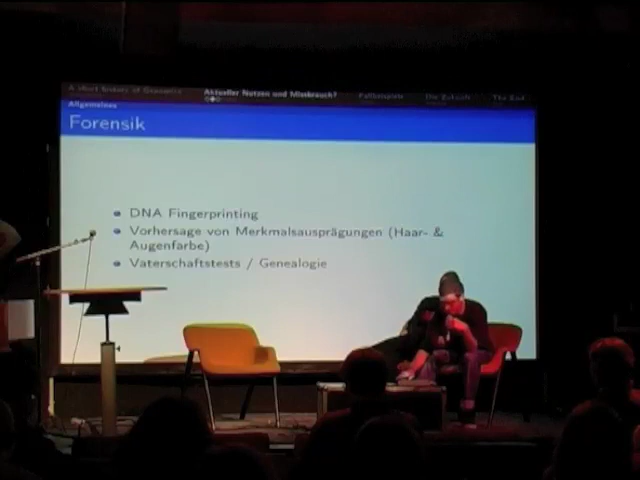 A short history of Genomics Aktueller Nutzen und Missbrauch? Fallbeispiele Die Zukunft The End
Allgemeines
Forensik
DNA Fingerprinting
Vorhersage von Merkmalsausprägungen (Haar- &
Augenfarbe)
Vaterschaftstests / Genealogie